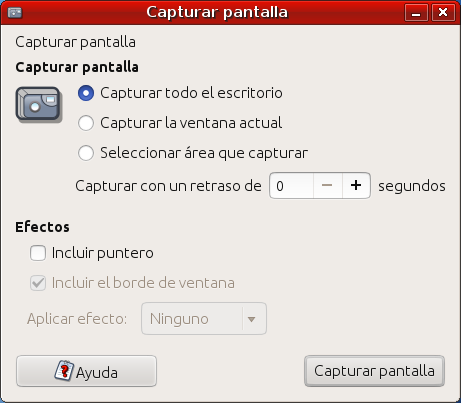 Capturar pantalla
Capturar pantalla
Capturar pantalla
Capturar todo el escritorio
Capturar la ventana actual
Seleccionar área que capturar
Capturar con un retraso de 0 − + segundos
Efectos
Incluir puntero
Incluir el borde de ventana
Aplicar efecto: Ninguno
Ayuda Capturar pantalla